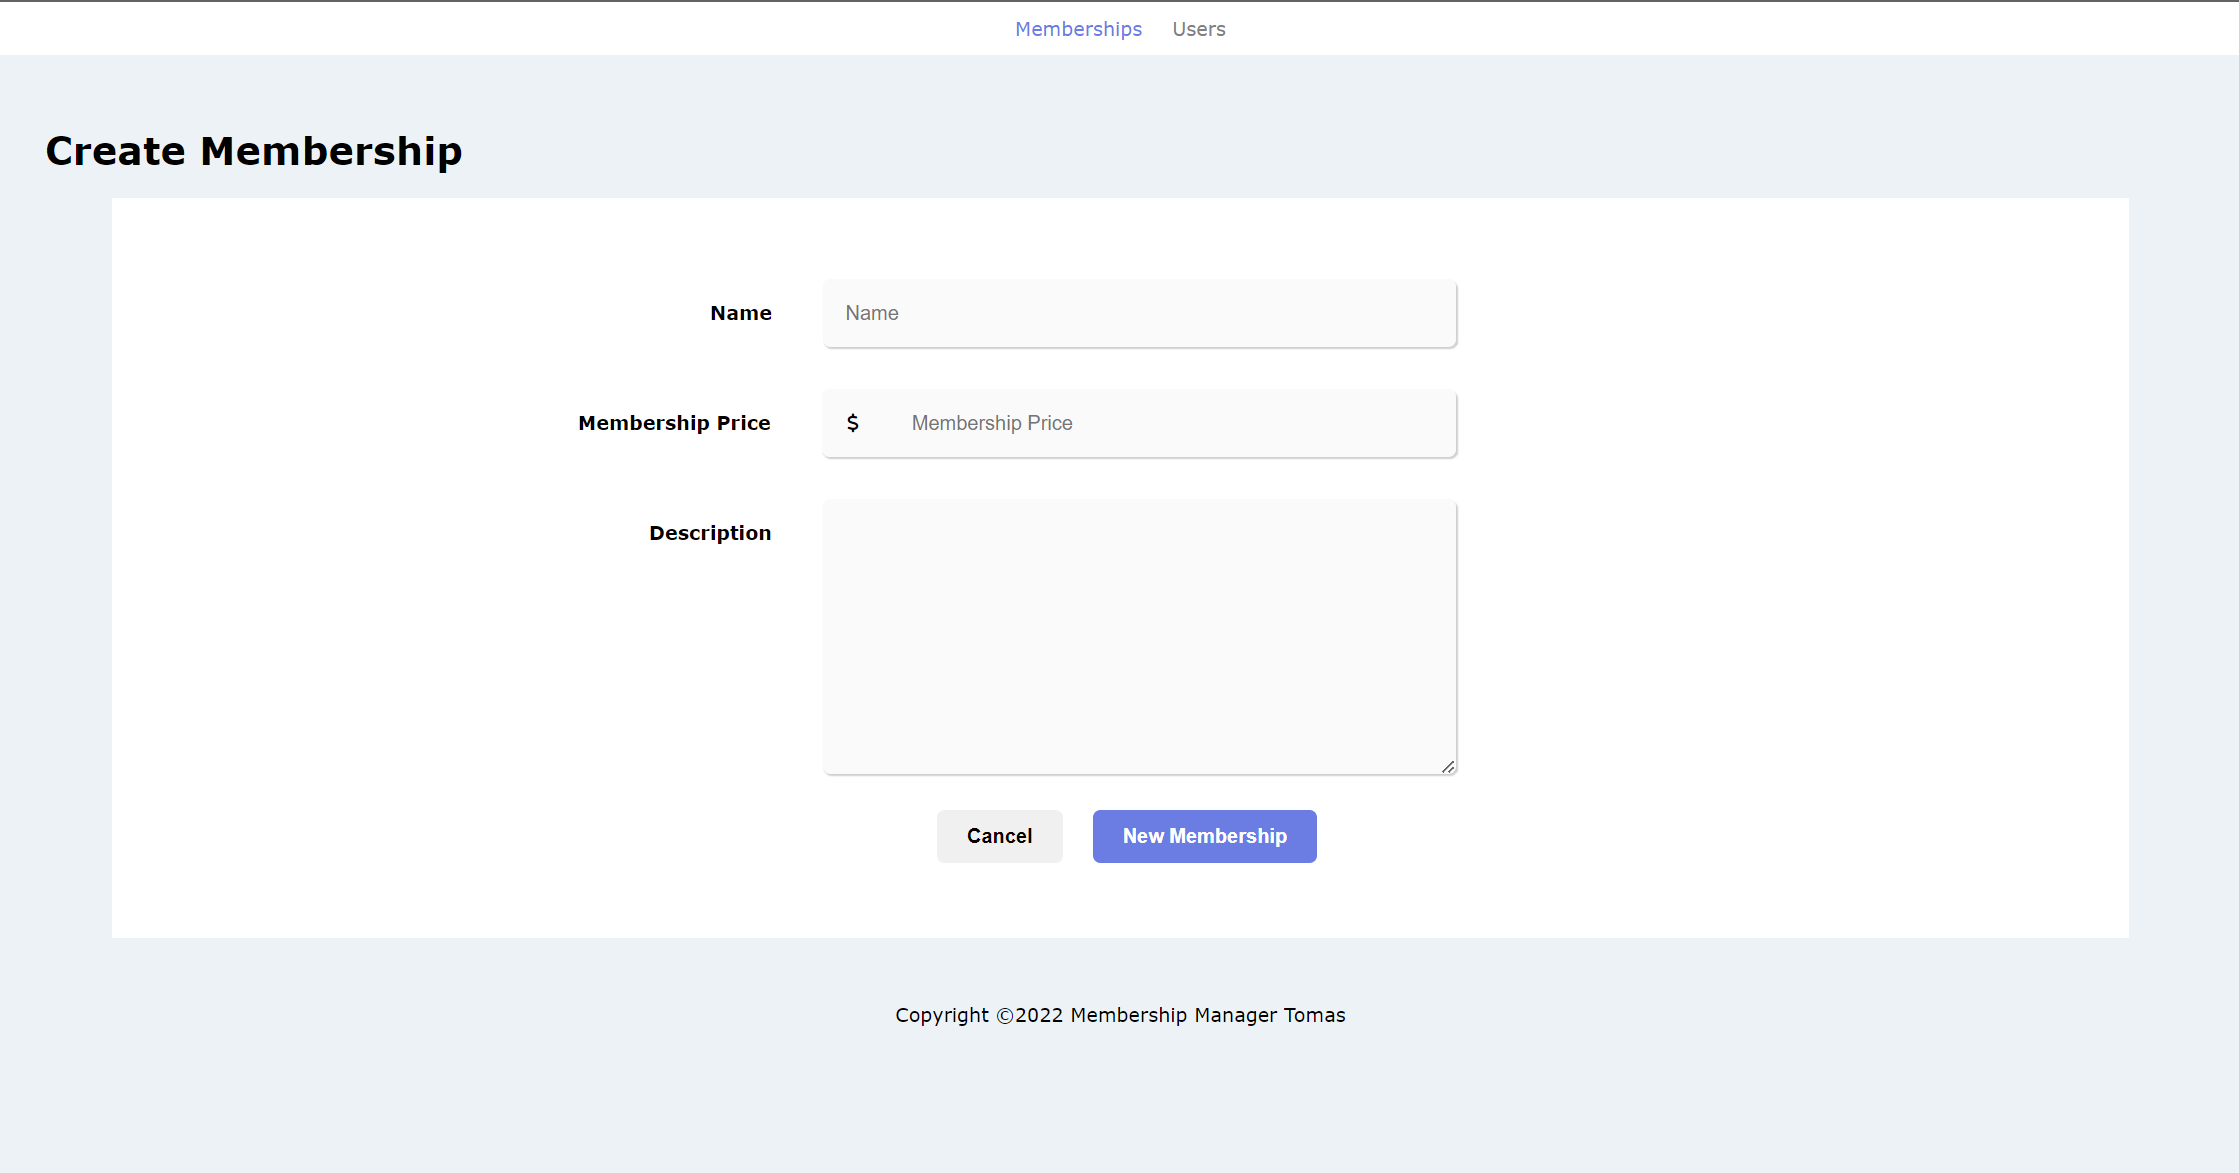 Memberships Users
Create Membership
Name Name
Membership Price $ Membership Price
Description
Cancel New Membership
Copyright ©2022 Membership Manager Tomas